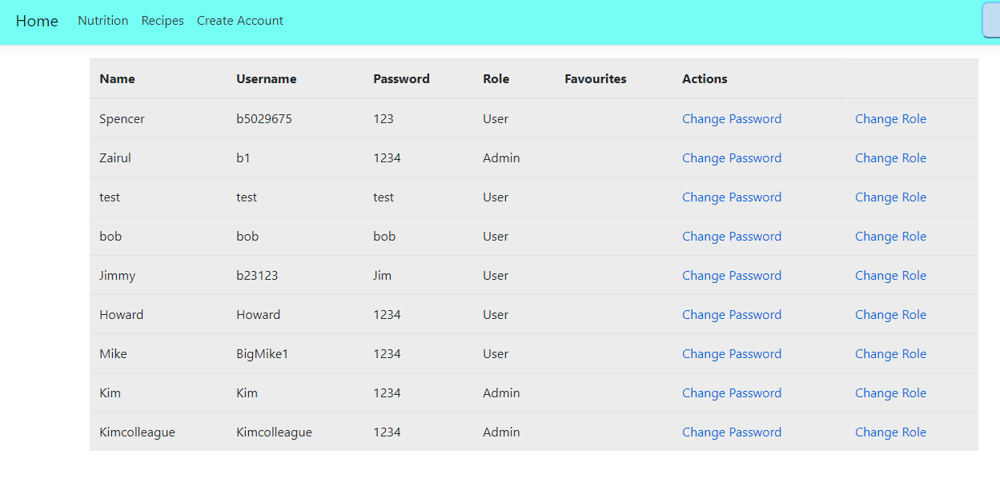 Home Nutrition Recipes Create Account
Name Username Password Role Favourites Actions
Spencer b5029675 123 User Change Password Change Role
Zairul b1 1234 Admin Change Password Change Role
test test test User Change Password Change Role
bob bob bob User Change Password Change Role
Jimmy b23123 Jim User Change Password Change Role
Howard Howard 1234 User Change Password Change Role
Mike BigMike1 1234 User Change Password Change Role
Kim Kim 1234 Admin Change Password Change Role
Kimcolleague Kimcolleague 1234 Admin Change Password Change Role